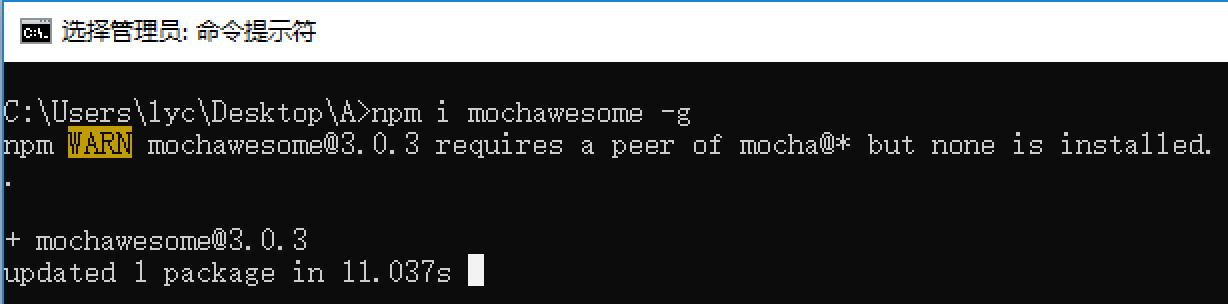 选择管理员: 命令提示符
C:\Users\lyc\Desktop\A>npm i mochawesome -g
npm WARN mochawesome@3.0.3 requires a peer of mocha@* but none is installed.
.
+ mochawesome@3.0.3
updated 1 package in 11.037s